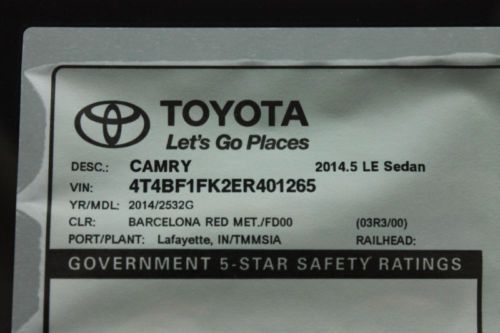 TOYOTA
Let's Go Places
DESC.: CAMRY 2014.5 LE Sedan
VIN: 4T4BF1FK2ER401265
YR/MDL: 2014/2532G
CLR: BARCELONA RED MET./FD00 (03R3/00)
PORT/PLANT: Lafayette, IN/TMMSIA RAILHEAD:
GOVERNMENT 5-STAR SAFETY RATINGS